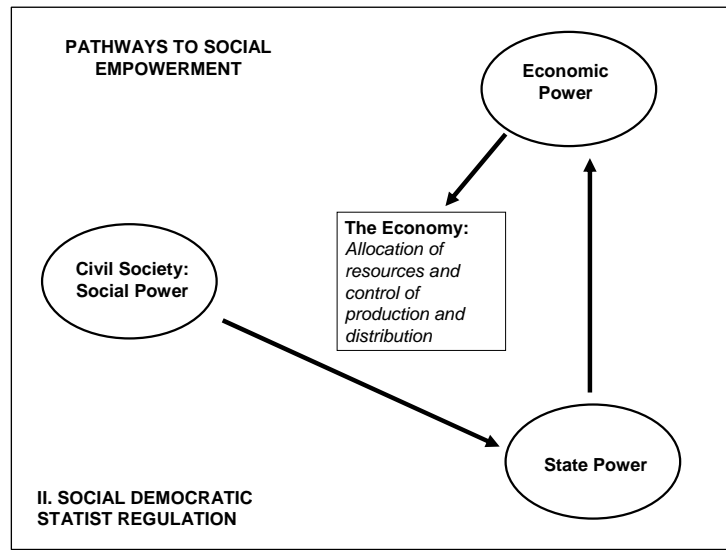 PATHWAYS TO SOCIAL
EMPOWERMENT
Economic
Power
The Economy:
Allocation of
resources and
control of
production and
distribution
Civil Society:
Social Power
State Power
II. SOCIAL DEMOCRATIC
STATIST REGULATION